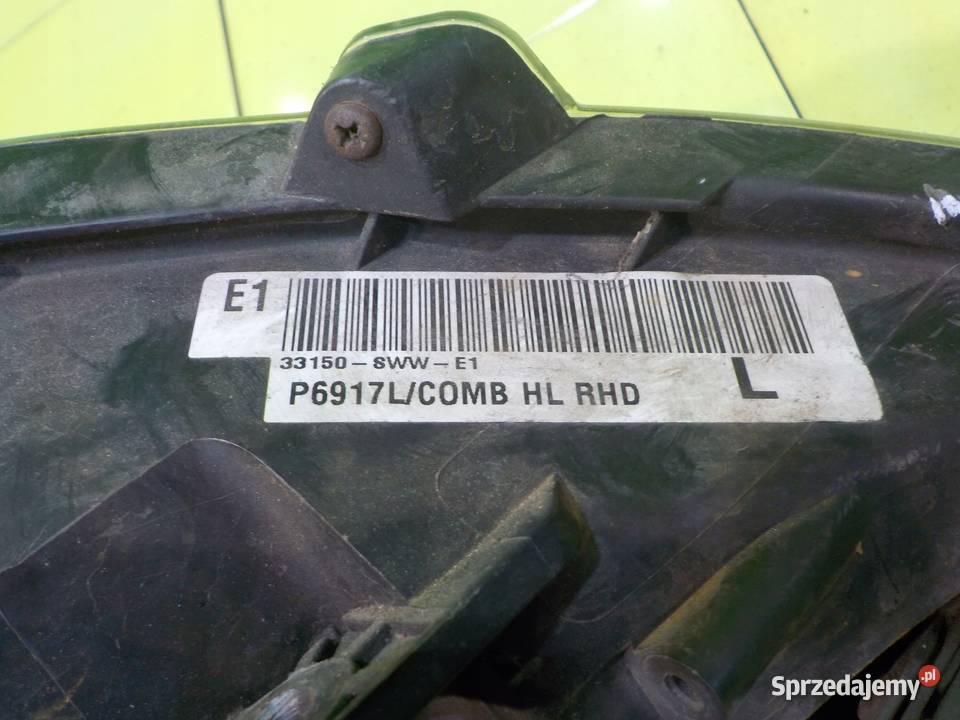 E1
33150-SWW-E1
P6917L/COMB HL RHD
L
Sprzedajemy.pl